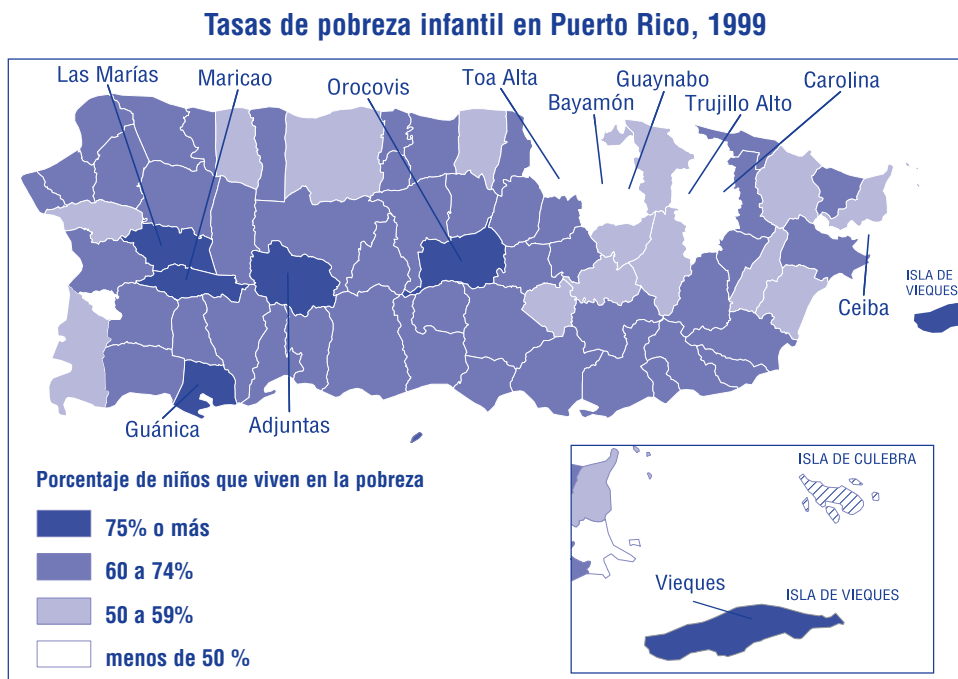 Tasas de pobreza infantil en Puerto Rico, 1999
Las Marías
Maricao
Orocovis
Toa Alta
Bayamón
Guaynabo
Trujillo Alto
Carolina
ISLA DE
VIEQUES
Ceiba
Guánica
Adjuntas
Porcentaje de niños que viven en la pobreza
75% o más
60 a 74%
50 a 59%
menos de 50 %
ISLA DE CULEBRA
Vieques
ISLA DE VIEQUES